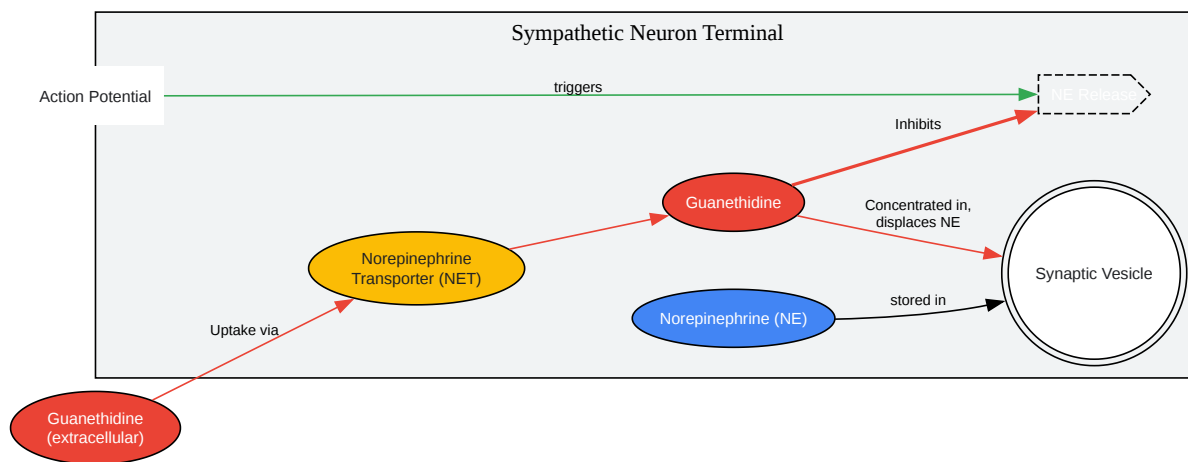 Sympathetic Neuron Terminal
Action Potential
triggers
NE Release
Inhibits
Guanethidine
Concentrated in,
displaces NE
Norepinephrine
Transporter (NET)
Synaptic Vesicle
Norepinephrine (NE)
stored in
Uptake via
Guanethidine
(extracellular)